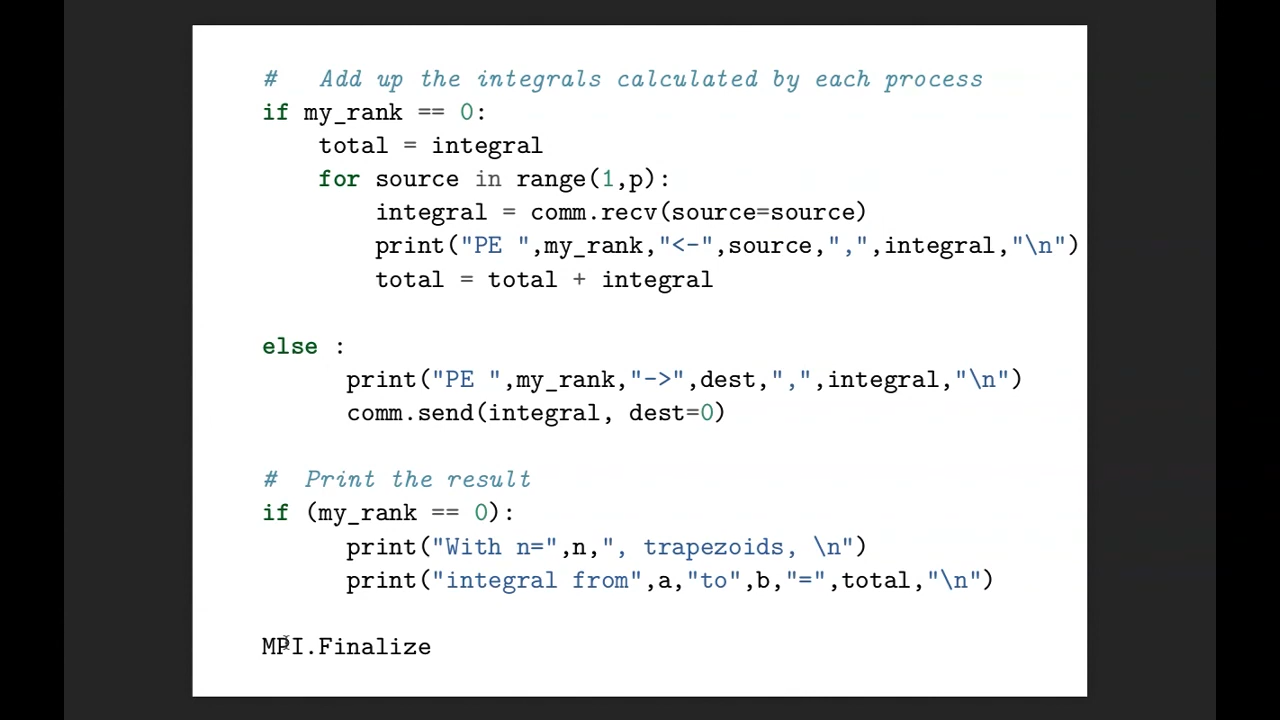 #   Add up the integrals calculated by each process
if my_rank == 0:
    total = integral
    for source in range(1,p):
        integral = comm.recv(source=source)
        print("PE ",my_rank,"<-",source,",",integral,"\n")
        total = total + integral
else :
      print("PE ",my_rank,"->",dest,",",integral,"\n")
      comm.send(integral, dest=0)
#  Print the result
if (my_rank == 0):
      print("With n=",n,", trapezoids, \n")
      print("integral from",a,"to",b,"=",total,"\n")
MPI.Finalize